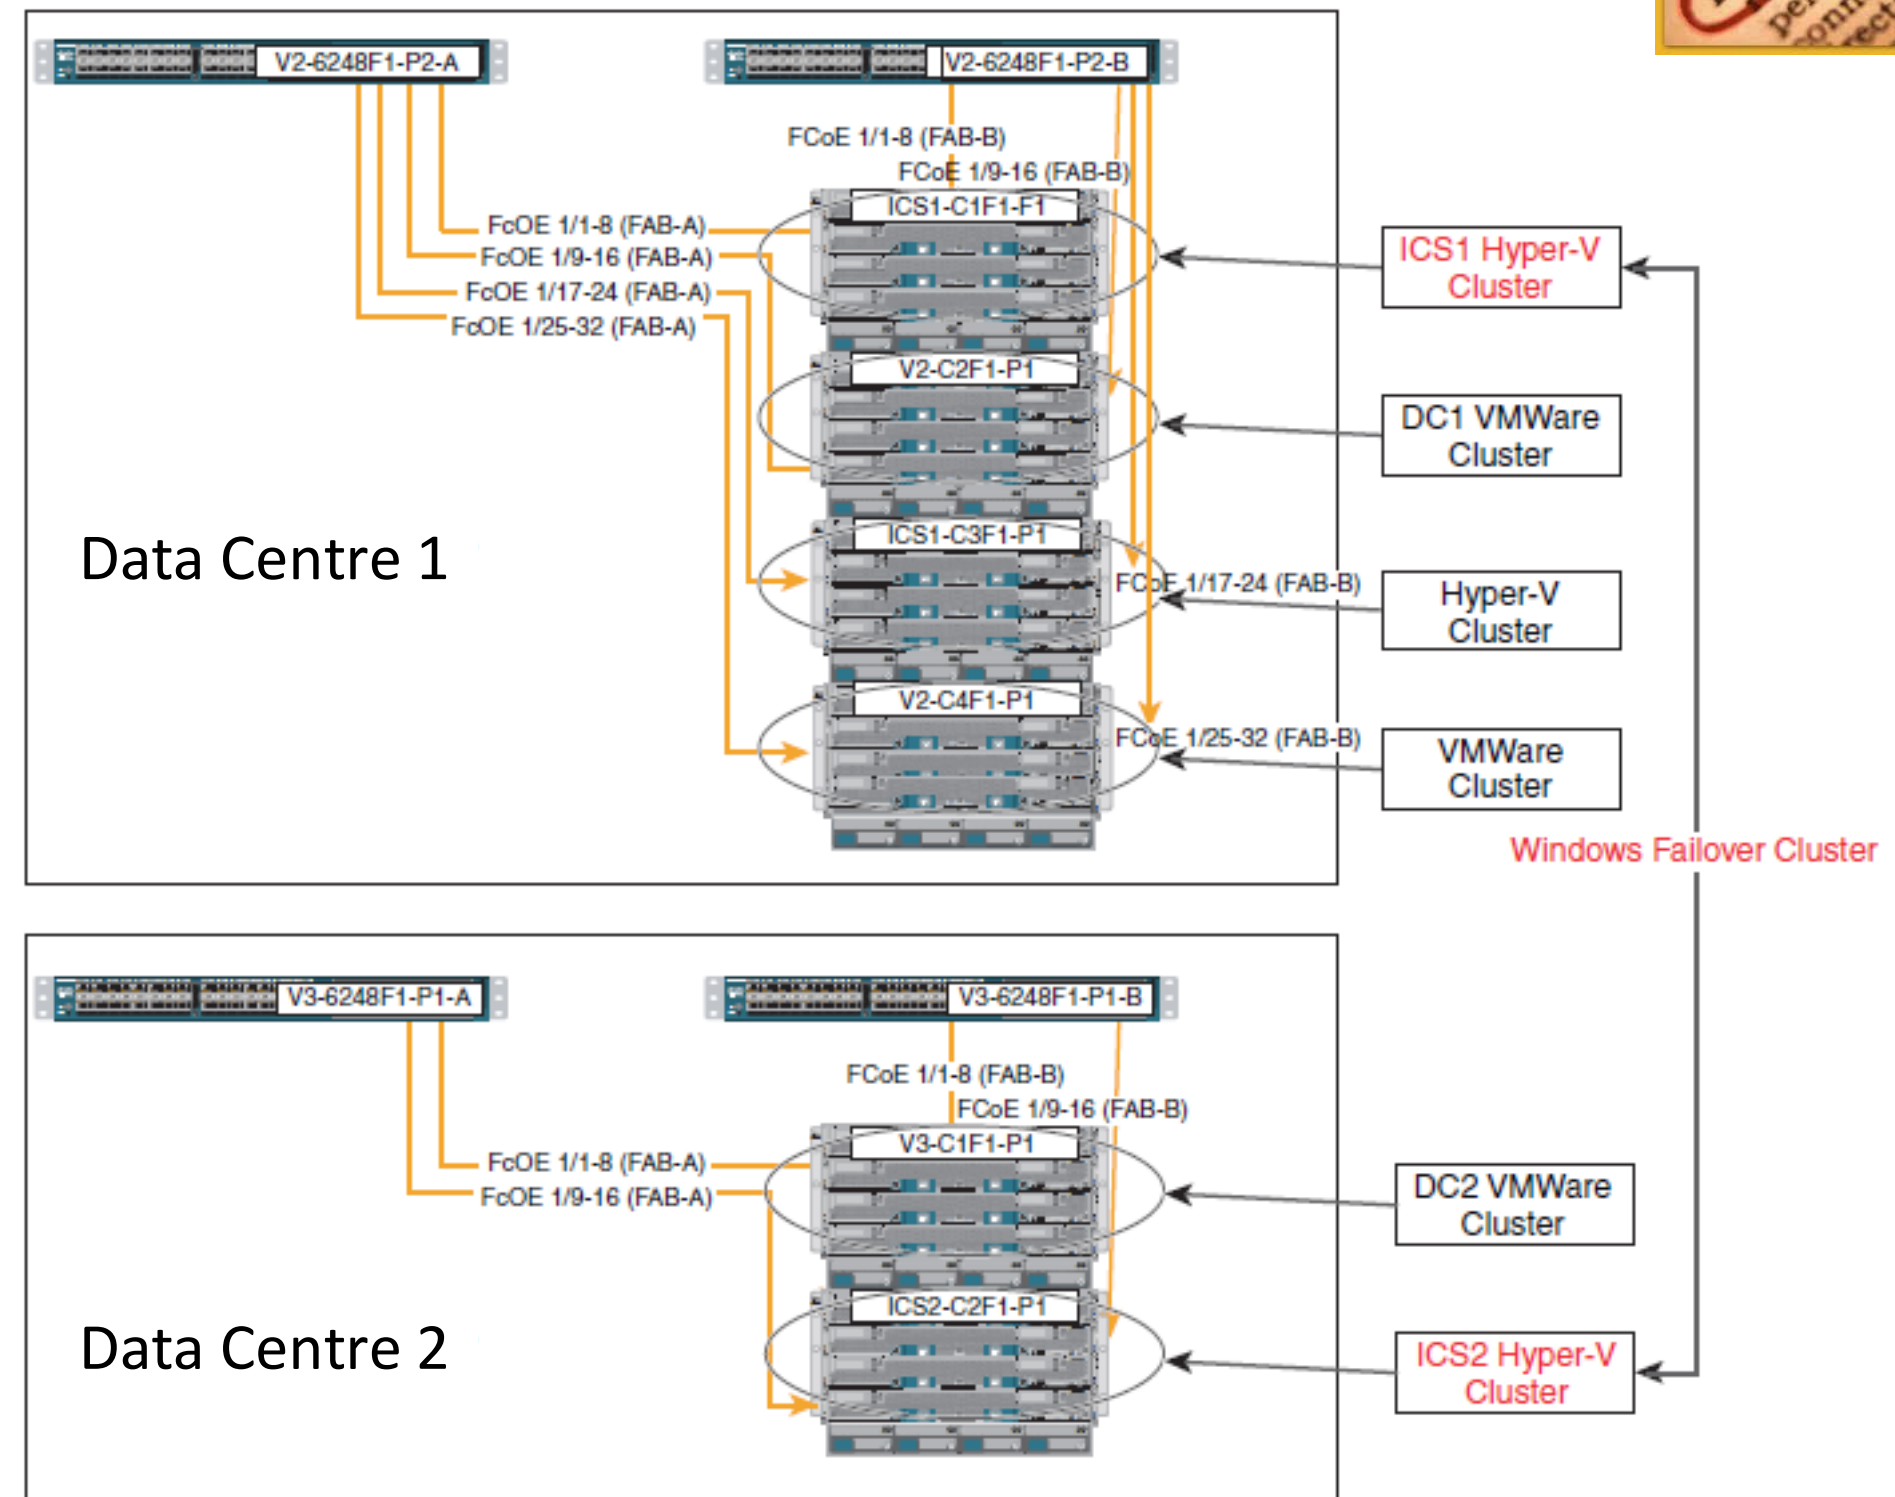 V2-6248F1-P2-A
V2-6248F1-P2-B
FCoE 1/1-8 (FAB-B)
FCoE 1/9-16 (FAB-B)
ICS1-C1F1-F1
FcOE 1/1-8 (FAB-A)
FcOE 1/9-16 (FAB-A)
FcOE 1/17-24 (FAB-A)
FcOE 1/25-32 (FAB-A)
ICS1 Hyper-V
Cluster
V2-C2F1-P1
DC1 VMWare
Cluster
Data Centre 1
ICS1-C3F1-P1
FCoE 1/17-24 (FAB-B)
Hyper-V
Cluster
V2-C4F1-P1
FCoE 1/25-32 (FAB-B)
VMWare
Cluster
Windows Failover Cluster
V3-6248F1-P1-A
V3-6248F1-P1-B
FCoE 1/1-8 (FAB-B)
FCoE 1/9-16 (FAB-B)
V3-C1F1-P1
FcOE 1/1-8 (FAB-A)
FcOE 1/9-16 (FAB-A)
DC2 VMWare
Cluster
Data Centre 2
ICS2-C2F1-P1
ICS2 Hyper-V
Cluster